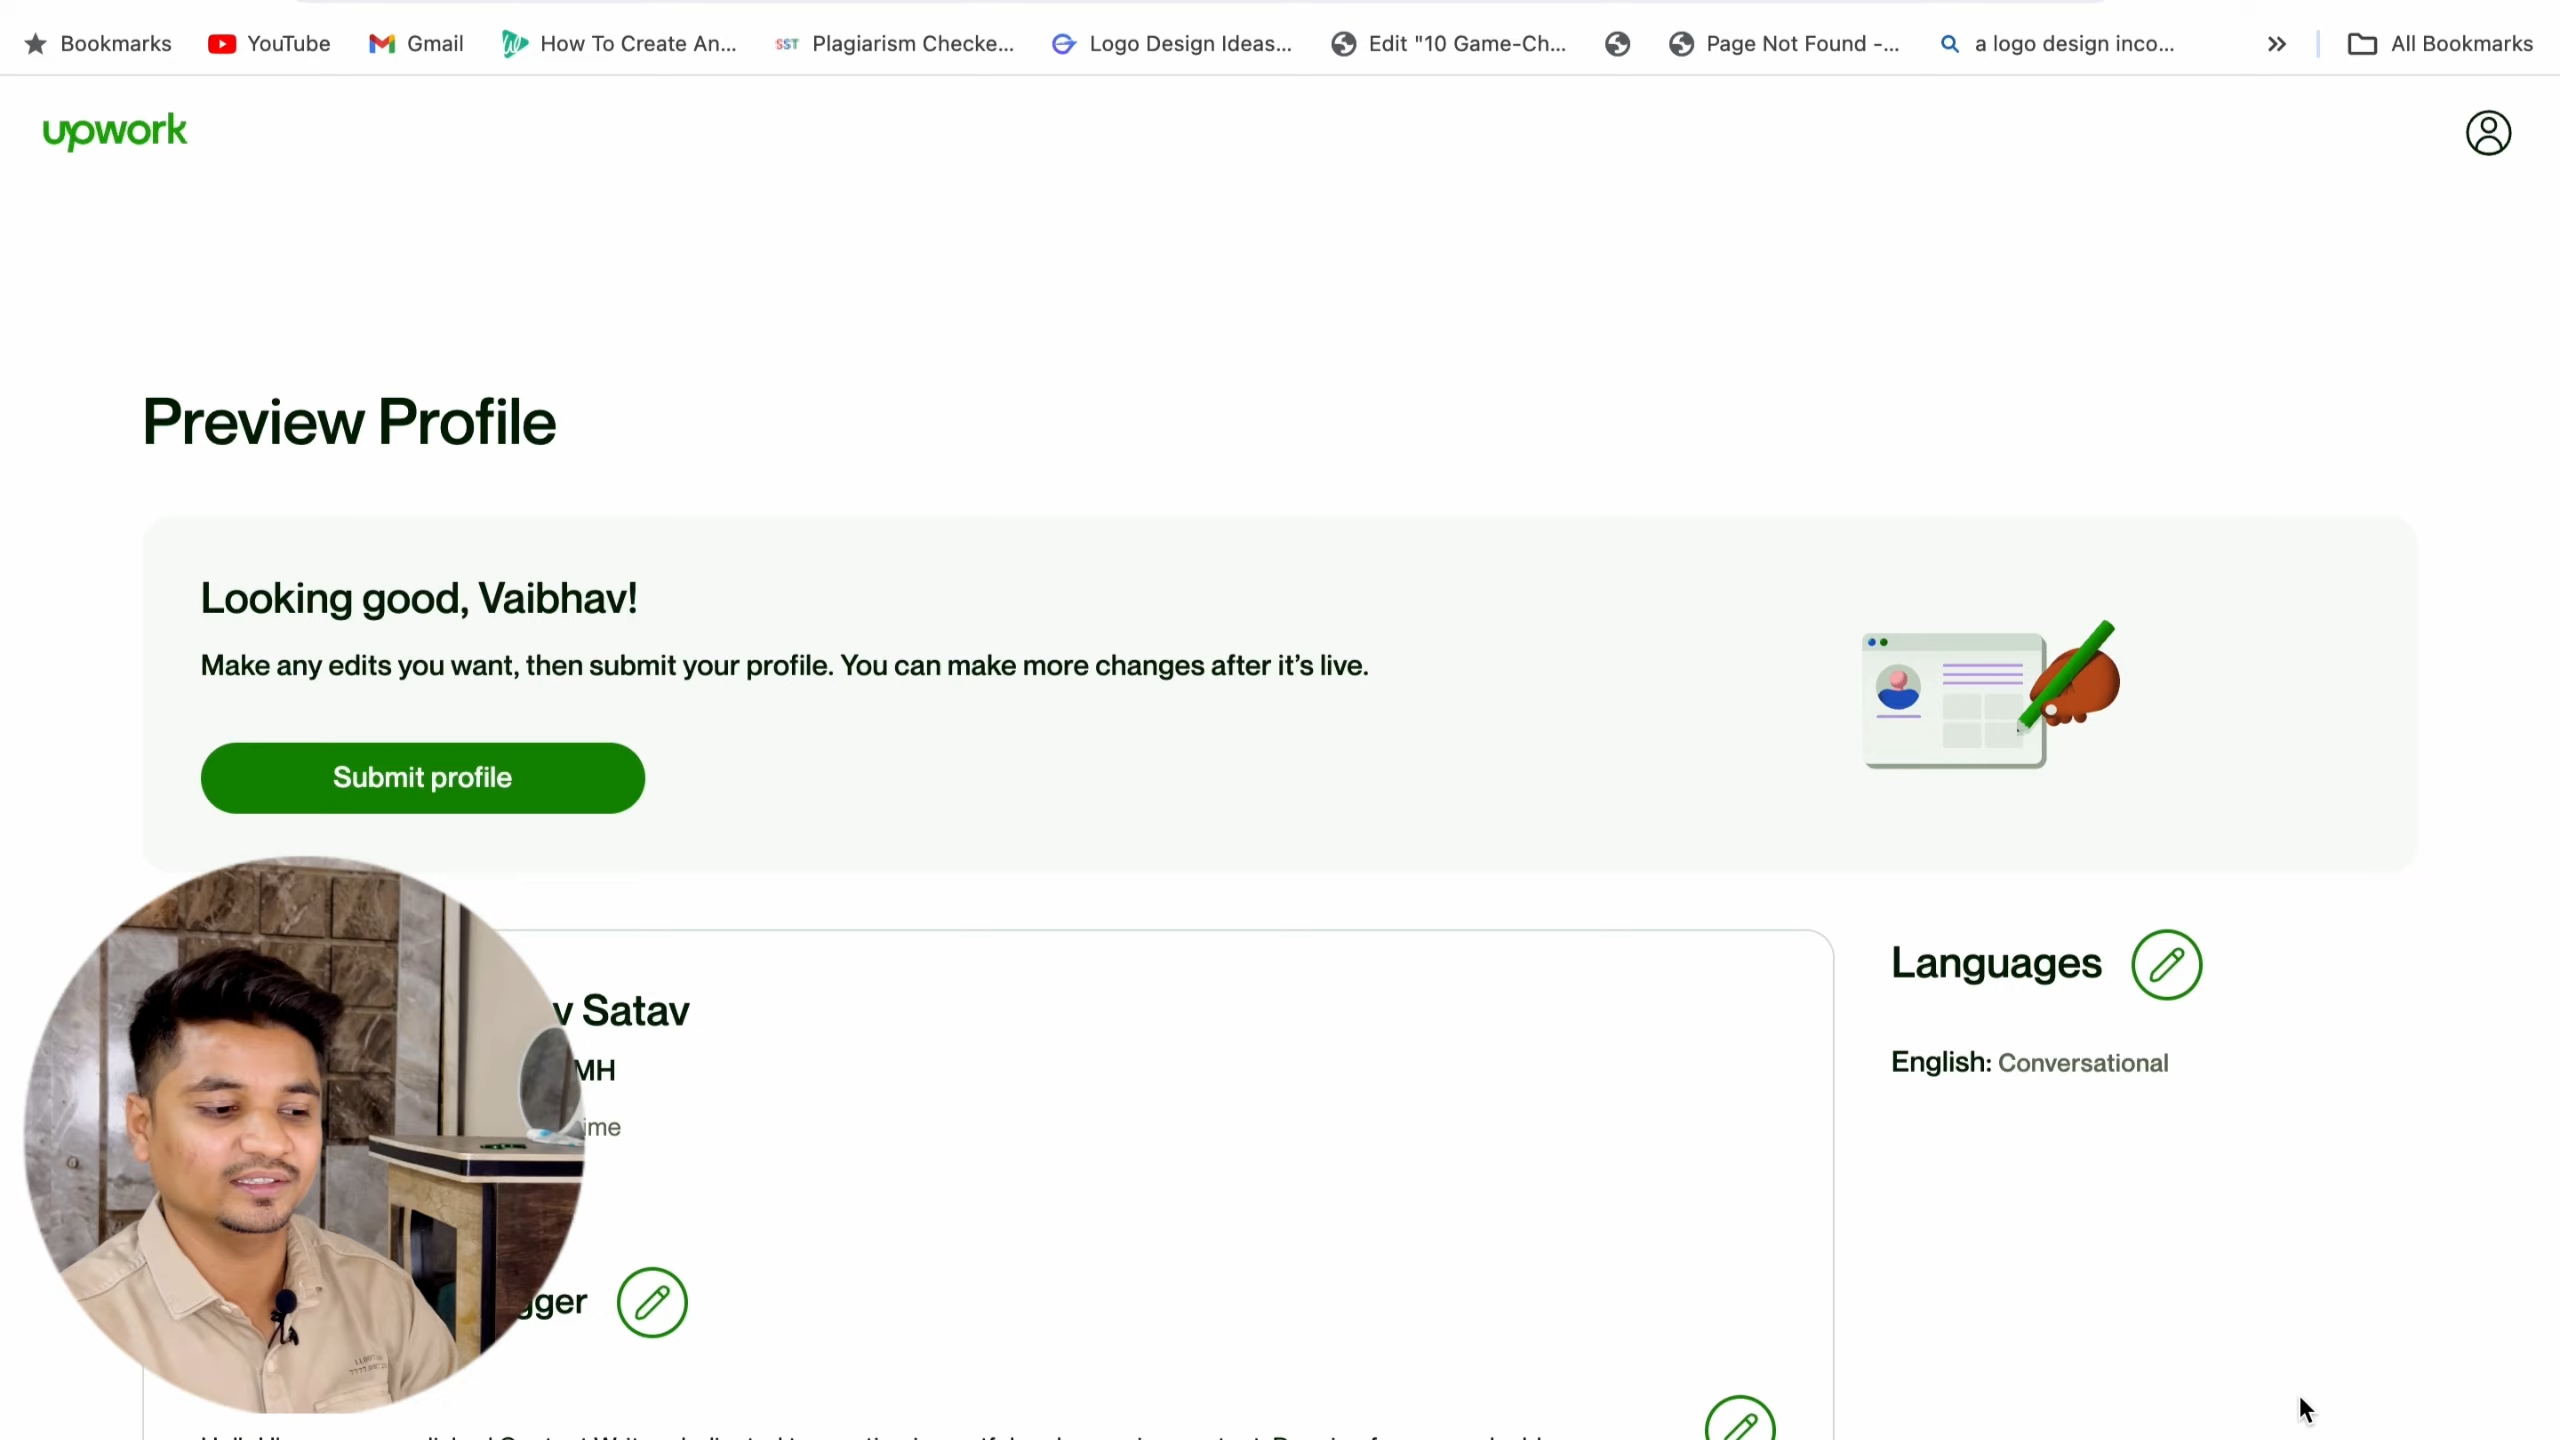 Bookmarks YouTube Gmail How To Create An... SST Plagiarism Checke... Logo Design Ideas... Edit "10 Game-Ch... Page Not Found -... a logo design inco... All Bookmarks
upwork
Preview Profile
Looking good, Vaibhav!
Make any edits you want, then submit your profile. You can make more changes after it's live.
Submit profile
v Satav
MH
ime
gger
Languages
English: Conversational